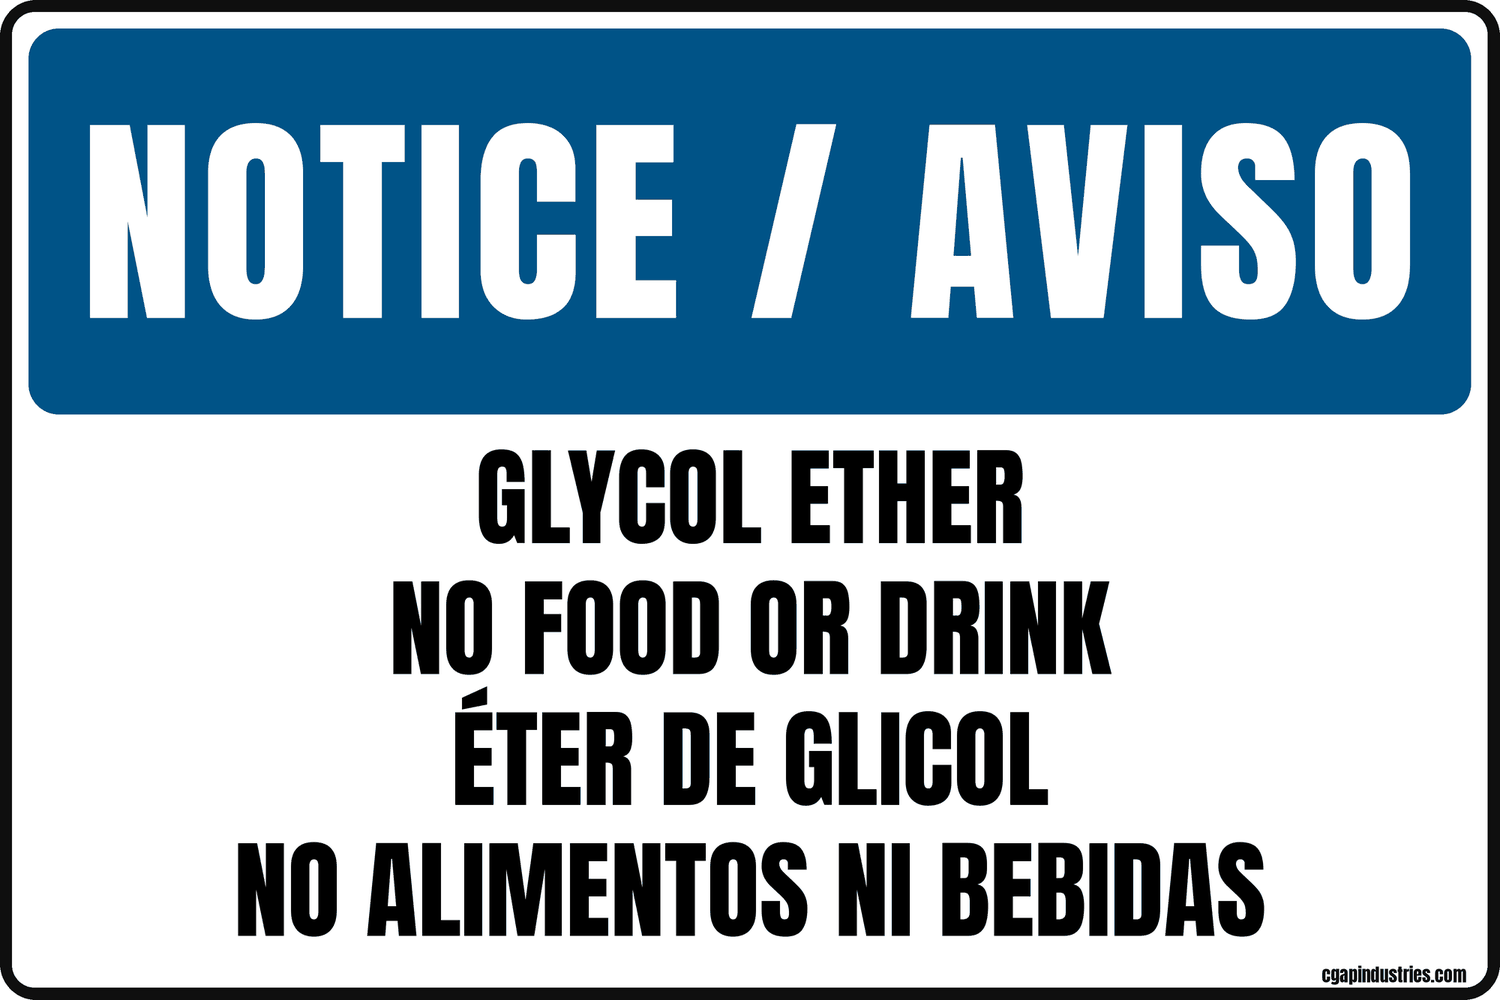 NOTICE / AVISO
GLYCOL ETHER
NO FOOD OR DRINK
ÉTER DE GLICOL
NO ALIMENTOS NI BEBIDAS
cgapindustries.com